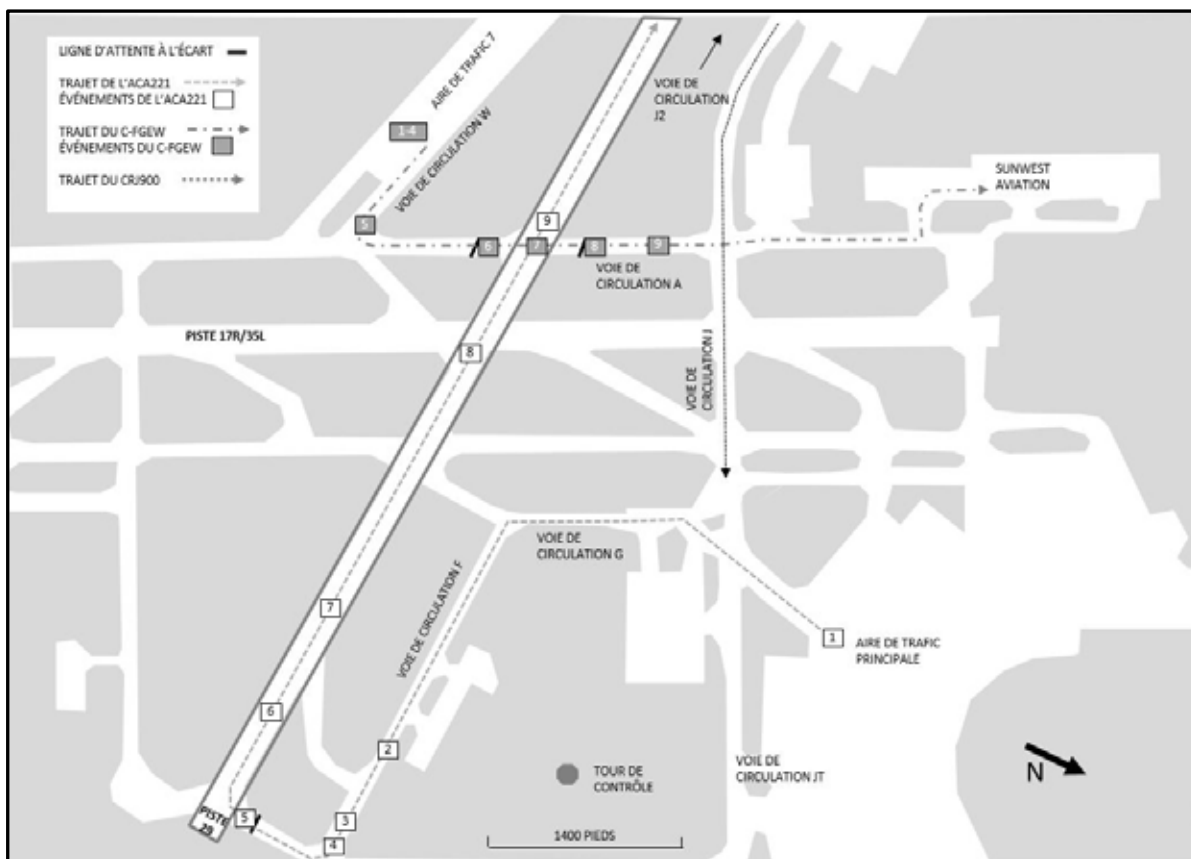 LIGNE D'ATTENTE À L'ÉCART
TRAJET DE L'ACA221
ÉVÉNEMENTS DE L'ACA221
TRAJET DU C-FGEW
ÉVÉNEMENTS DU C-FGEW
TRAJET DU CRJ900
AIRE DE TRAFIC 7
1-4
VOIE DE CIRCULATION W
VOIE DE
CIRCULATION
J2
SUNWEST
AVIATION
5
9
6
7
8
9
VOIE DE
CIRCULATION A
PISTE 17R/35L
8
VOIE DE
CIRCULATION J
VOIE DE
CIRCULATION G
VOIE DE CIRCULATION F
7
1
AIRE DE TRAFIC
PRINCIPALE
6
2
TOUR DE
CONTRÔLE
VOIE DE
CIRCULATION JT
N
PISTE
29
5
3
4
1400 PIEDS